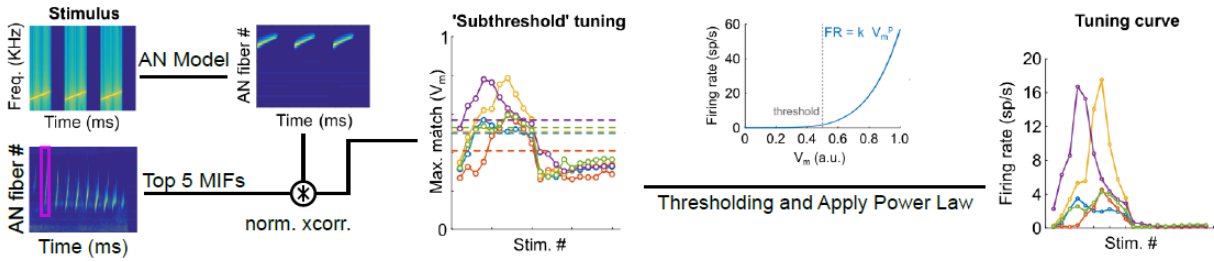 Stimulus
Freq. (KHz)
Time (ms)
AN Model
AN fiber #
Time (ms)
AN fiber #
Time (ms)
Top 5 MIFs
norm. xcorr.
'Subthreshold' tuning
Max. match (Vm)
1
0
Stim. #
Firing rate (sp/s)
60
40
20
0
FR = k Vm^p
threshold
0 0.2 0.4 0.6 0.8 1.0
Vm (a.u.)
Thresholding and Apply Power Law
Tuning curve
Firing rate (sp/s)
20
16
12
8
4
0
Stim. #